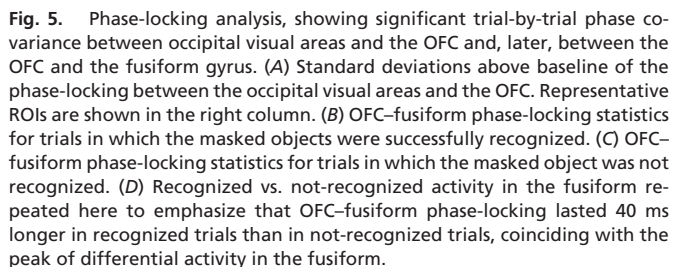 Fig. 5. Phase-locking analysis, showing significant trial-by-trial phase co-
variance between occipital visual areas and the OFC and, later, between the
OFC and the fusiform gyrus. (A) Standard deviations above baseline of the
phase-locking between the occipital visual areas and the OFC. Representative
ROIs are shown in the right column. (B) OFC–fusiform phase-locking statistics
for trials in which the masked objects were successfully recognized. (C) OFC–
fusiform phase-locking statistics for trials in which the masked object was not
recognized. (D) Recognized vs. not-recognized activity in the fusiform re-
peated here to emphasize that OFC–fusiform phase-locking lasted 40 ms
longer in recognized trials than in not-recognized trials, coinciding with the
peak of differential activity in the fusiform.